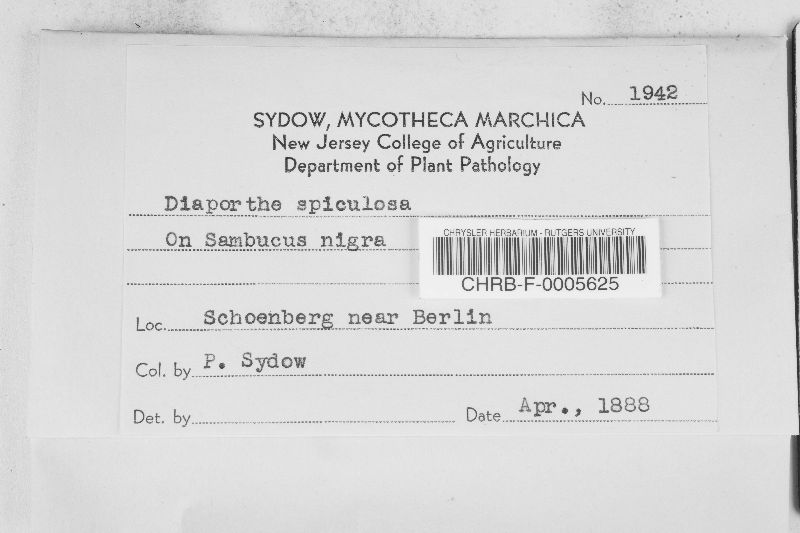 No. 1942
SYDOW, MYCOTHECA MARCHICA
New Jersey College of Agriculture
Department of Plant Pathology
Diaporthe spiculosa
On Sambucus nigra
CHRYSLER HERBARIUM - RUTGERS UNIVERSITY
CHRB-F-0005625
Loc. Schoenberg near Berlin
Col. by P. Sydow
Det. by
Date Apr., 1888